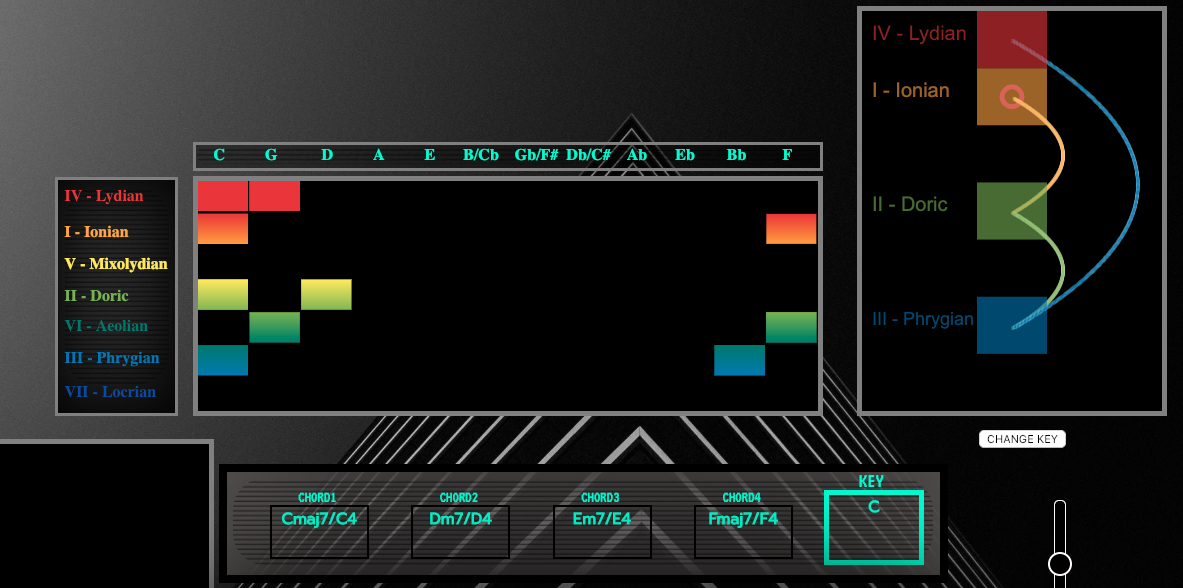 IV - Lydian
I - Ionian
II - Doric
III - Phrygian
C G D A E B/Cb Gb/F# Db/C# Ab Eb Bb F
IV - Lydian
I - Ionian
V - Mixolydian
II - Doric
VI - Aeolian
III - Phrygian
VII - Locrian
CHANGE KEY
CHORD1 CHORD2 CHORD3 CHORD4 KEY
Cmaj7/C4 Dm7/D4 Em7/E4 Fmaj7/F4 C